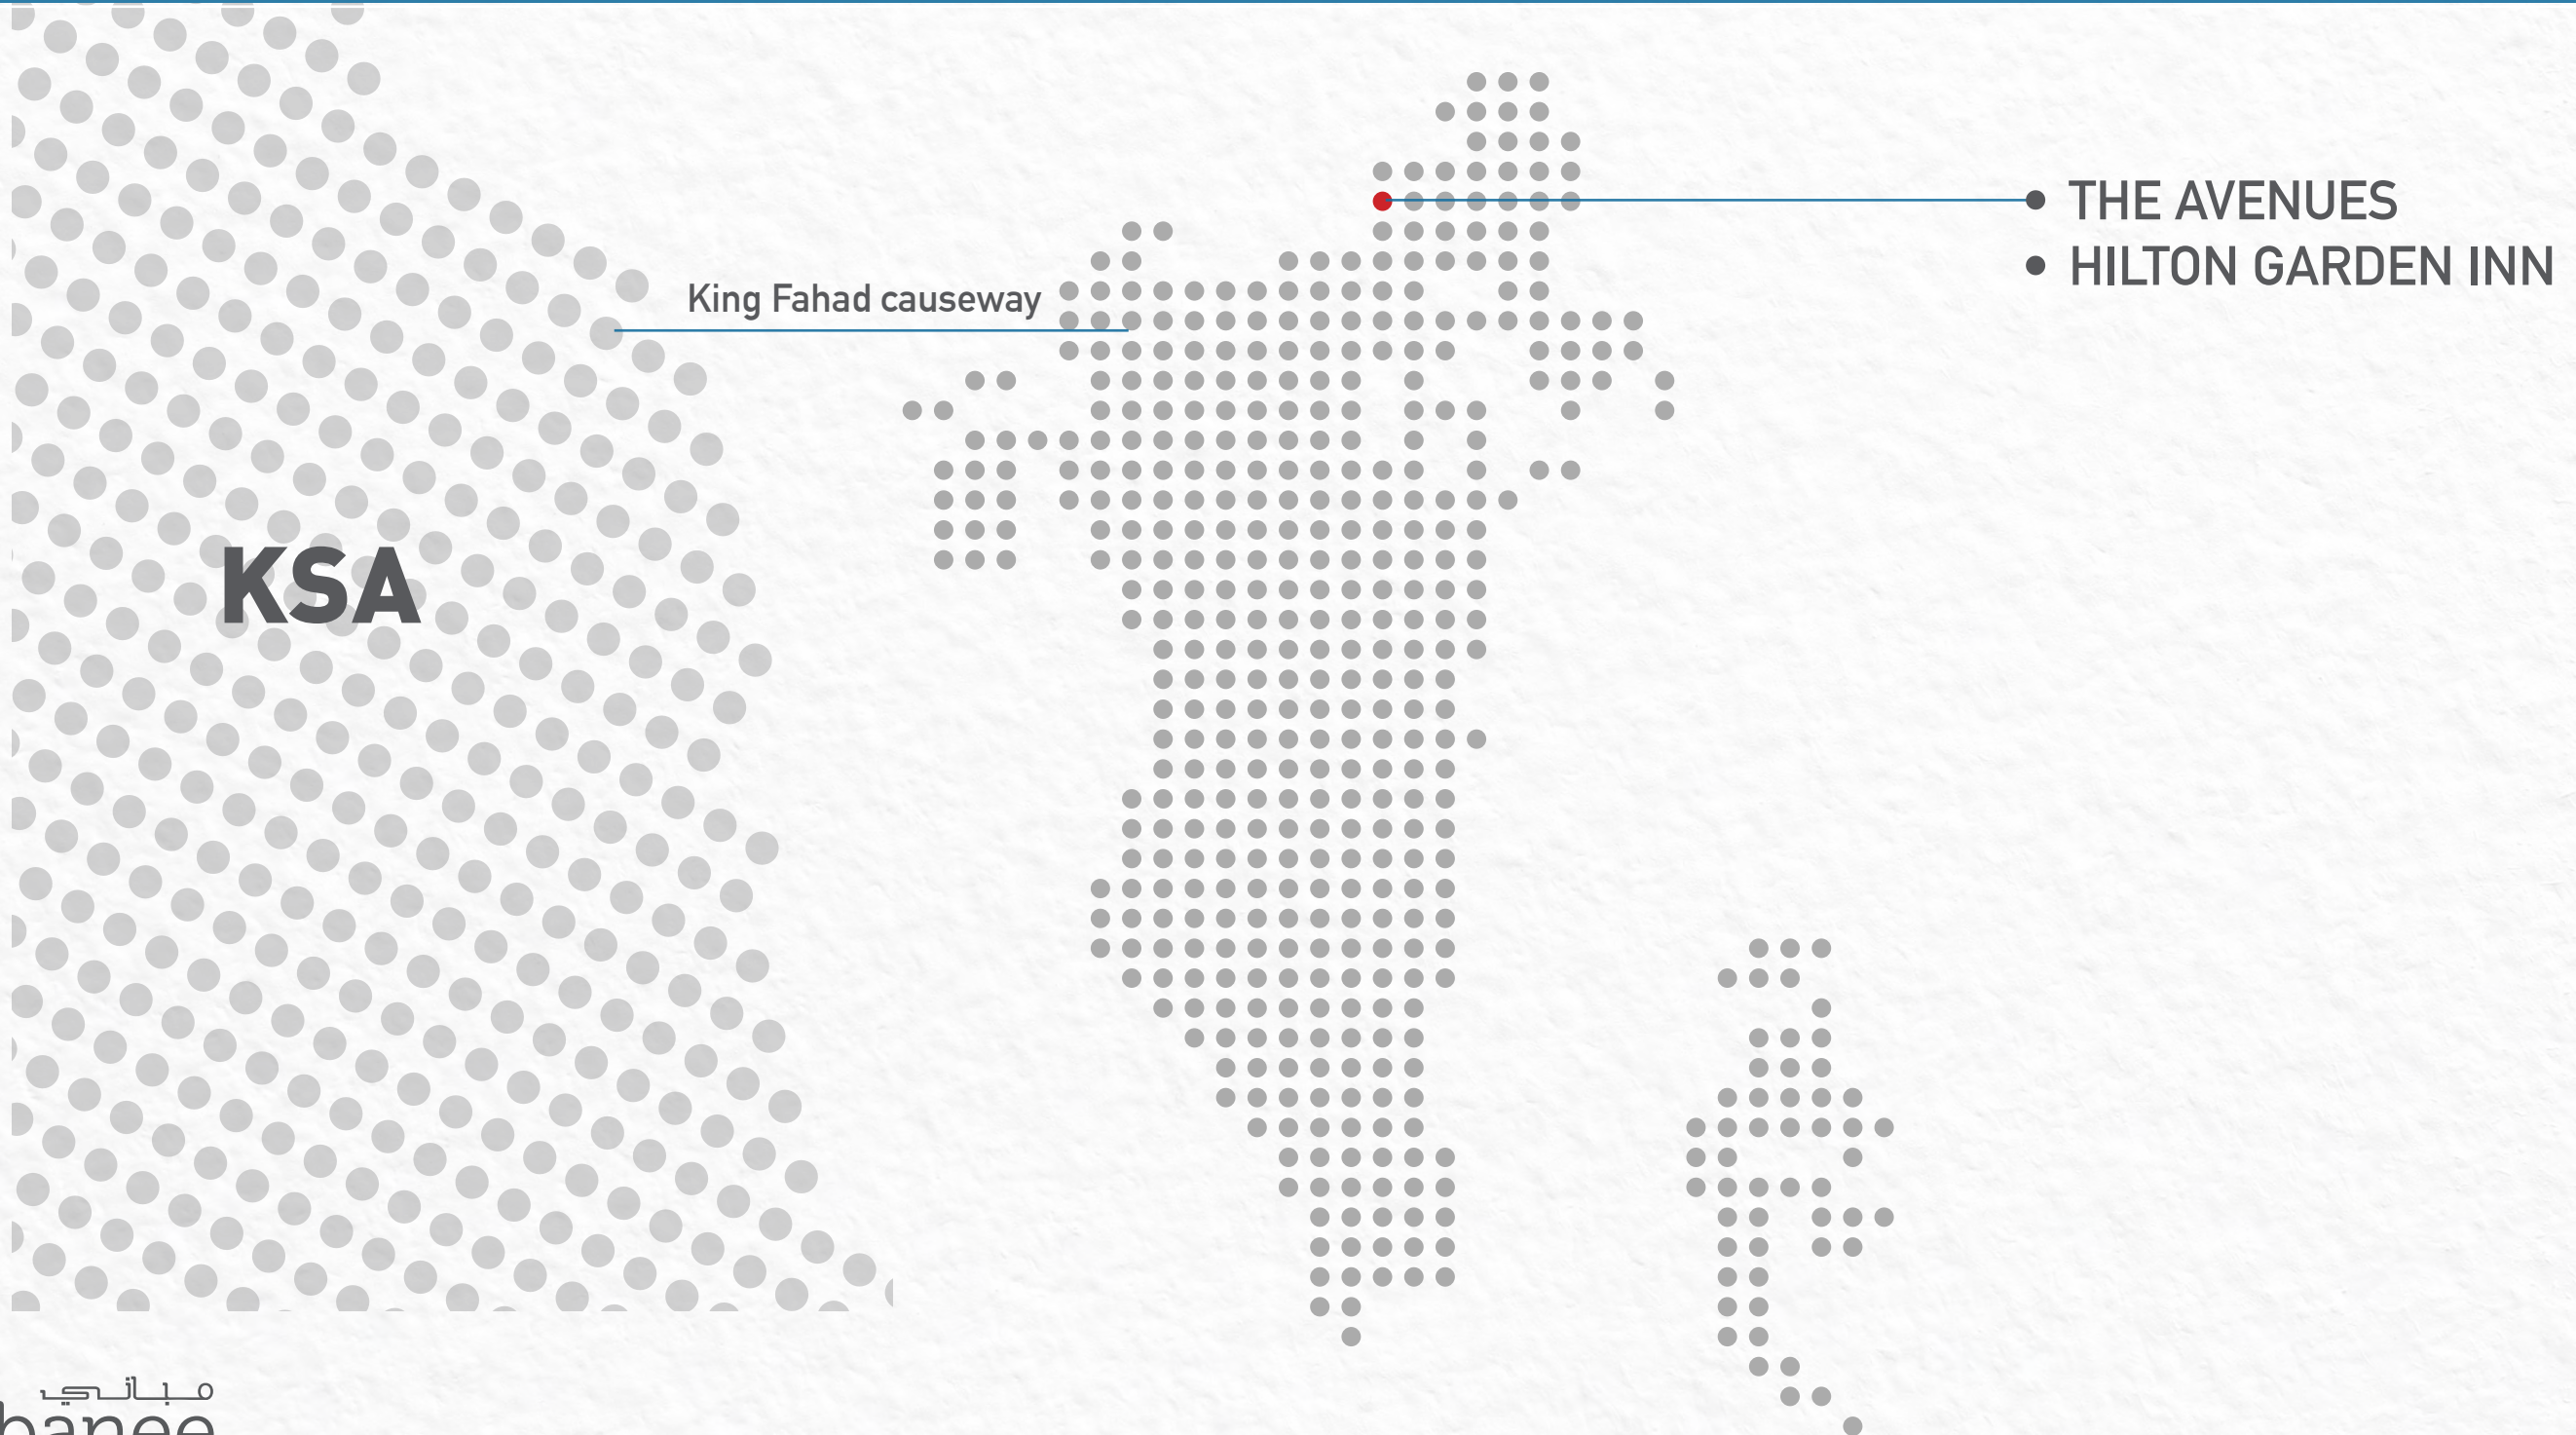 THE AVENUES
HILTON GARDEN INN
King Fahad causeway
KSA
مباني
banee